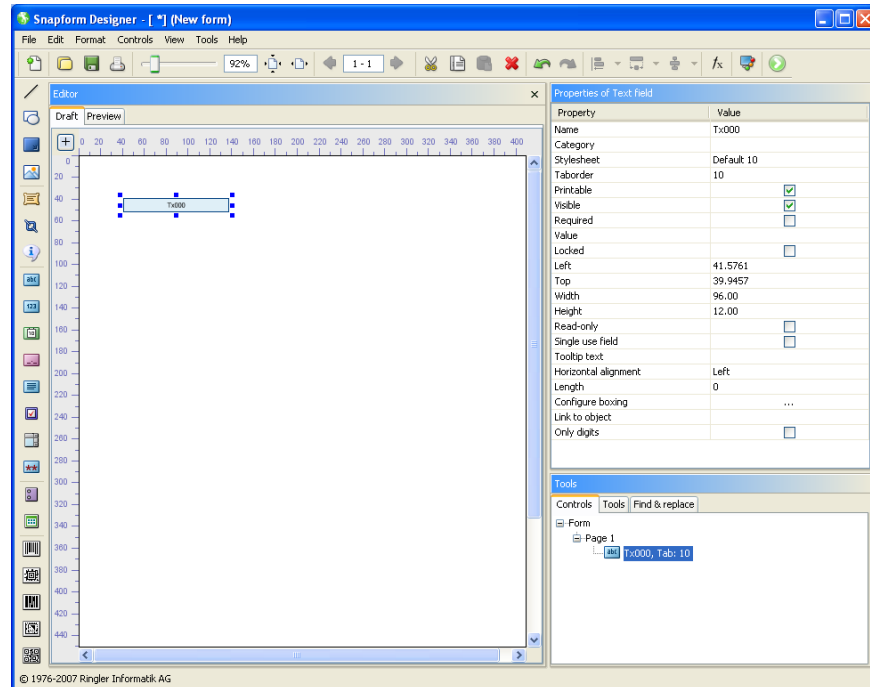 Snapform Designer - [ *] (New form)
File Edit Format Controls View Tools Help
92% 1 - 1 fx
Editor
Draft Preview
0 20 40 60 80 100 120 140 160 180 200 220 240 260 280 300 320 340 360 380 400
0
20
40
60
80
100
120
140
160
180
200
220
240
260
280
300
320
340
360
380
400
420
440
Tx000
abc
123
Properties of Text field
Property Value
Name Tx000
Category
Stylesheet Default 10
Taborder 10
Printable
Visible
Required
Value
Locked
Left 41.5761
Top 39.9457
Width 96.00
Height 12.00
Read-only
Single use field
Tooltip text
Horizontal alignment Left
Length 0
Configure boxing ...
Link to object
Only digits
Tools
Controls Tools Find & replace
Form
Page 1
Tx000, Tab: 10
© 1976-2007 Ringler Informatik AG